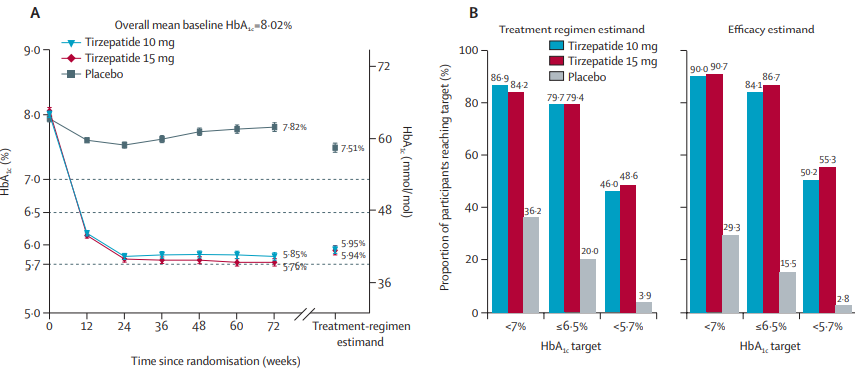 A
Overall mean baseline HbA1c=8·02%
Tirzepatide 10 mg
Tirzepatide 15 mg
Placebo
HbA1c (%)
9·0
8·0
7·0
6·5
6·0
5·7
5·0
72
60
48
36
HbA1c (mmol/mol)
7·82%
7·51%
5·85%
5·76%
5·95%
5·94%
0 12 24 36 48 60 72 Treatment-regimen
estimand
Time since randomisation (weeks)
B
Treatment regimen estimand
Tirzepatide 10 mg
Tirzepatide 15 mg
Placebo
Proportion of participants reaching target (%)
100
80
60
40
20
0
86·9 84·2 36·2
79·7 79·4 20·0
46·0 48·6 3·9
<7% ≤6·5% <5·7%
HbA1c target
Efficacy estimand
90·0 90·7 29·3
84·1 86·7 15·5
50·2 55·3 2·8
<7% ≤6·5% <5·7%
HbA1c target